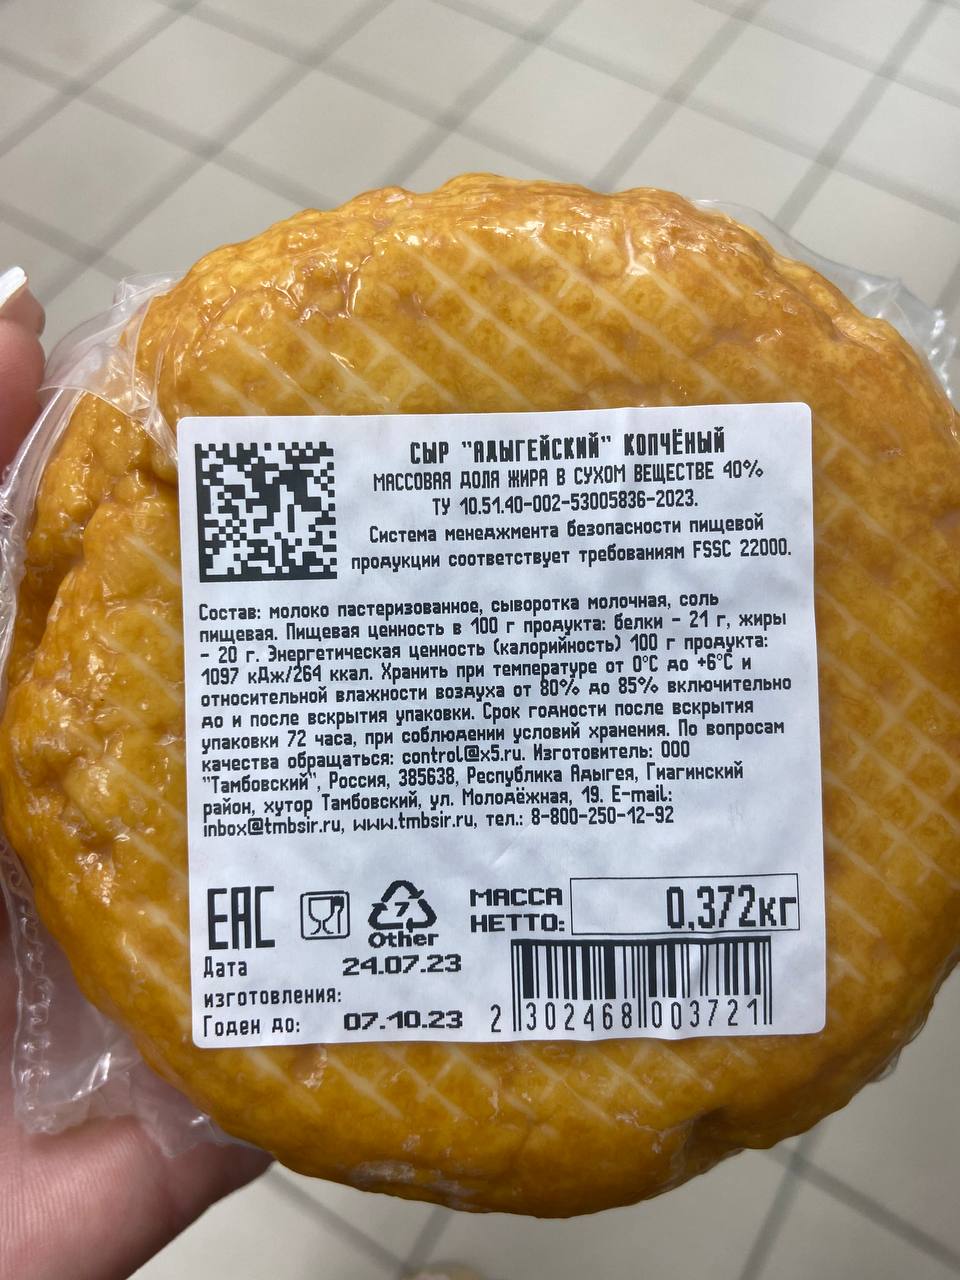 СЫР "АДЫГЕЙСКИЙ" КОПЧЁНЫЙ
МАССОВАЯ ДОЛЯ ЖИРА В СУХОМ ВЕЩЕСТВЕ 40%
ТУ 10.51.40-002-53005836-2023.
Система менеджмента безопасности пищевой
продукции соответствует требованиям FSSC 22000.
Состав: молоко пастеризованное, сыворотка молочная, соль
пищевая. Пищевая ценность в 100 г продукта: белки - 21 г, жиры
- 20 г. Энергетическая ценность (калорийность) 100 г продукта:
1097 кДж/264 ккал. Хранить при температуре от 0°C до +6°C и
относительной влажности воздуха от 80% до 85% включительно
до и после вскрытия упаковки. Срок годности после вскрытия
упаковки 72 часа, при соблюдении условий хранения. По вопросам
качества обращаться: control@x5.ru. Изготовитель: ООО
"Тамбовский", Россия, 385638, Республика Адыгея, Гиагинский
район, хутор Тамбовский, ул. Молодёжная, 19. E-mail:
inbox@tmbsir.ru, www.tmbsir.ru, тел.: 8-800-250-12-92
EAC
7
Other
МАССА
НЕТТО:
0,372кг
Дата
изготовления:
24.07.23
Годен до: 07.10.23
2 302468 003721